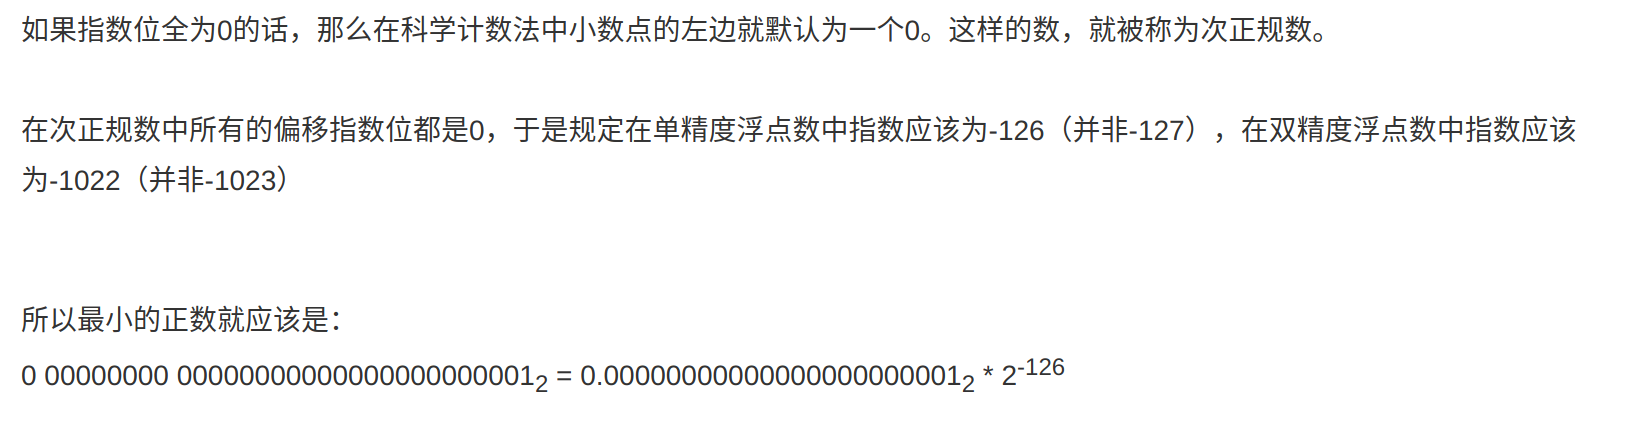 如果指数位全为0的话，那么在科学计数法中小数点的左边就默认为一个0。这样的数，就被称为次正规数。
在次正规数中所有的偏移指数位都是0，于是规定在单精度浮点数中指数应该为-126（并非-127），在双精度浮点数中指数应该
为-1022（并非-1023）
所以最小的正数就应该是：
0 00000000 00000000000000000000001₂ = 0.00000000000000000000001₂ * 2⁻¹²⁶